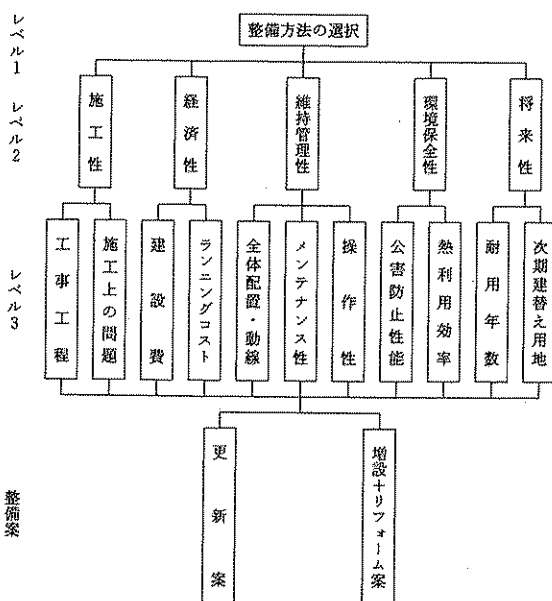 レベル1
整備方法の選択
レベル2
施工性
経済性
維持管理性
環境保全性
将来性
レベル3
工事工程
施工上の問題
建設費
ランニングコスト
全体配置・動線
メンテナンス性
操作性
公害防止性能
熱利用効率
耐用年数
次期建替え用地
整備案
更新案
増設+リフォーム案